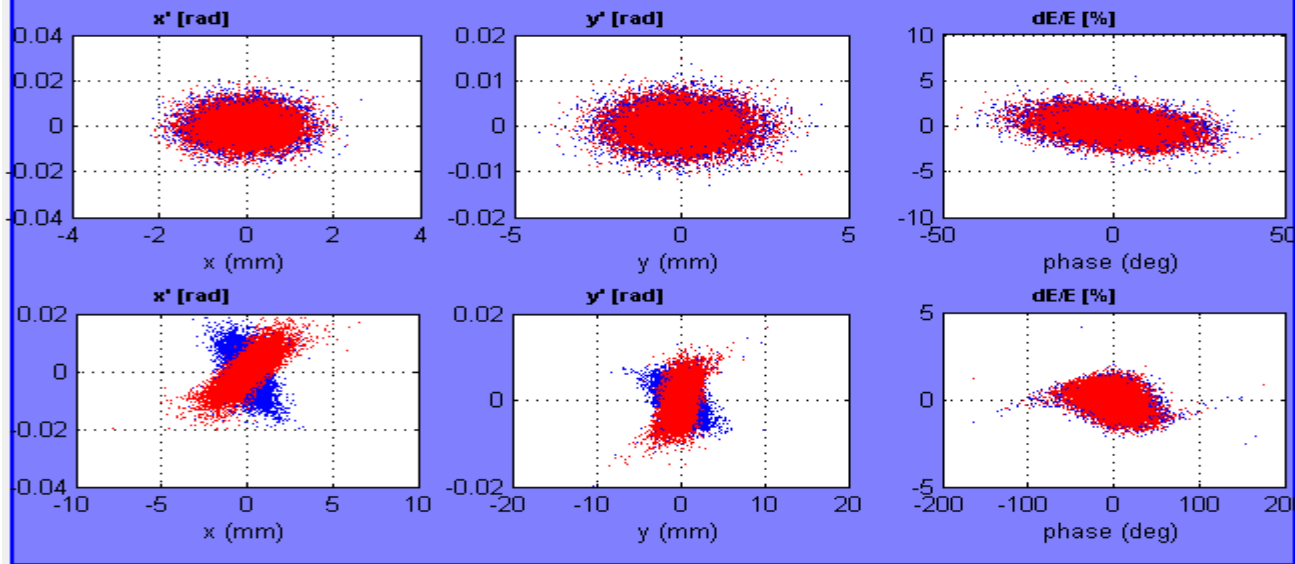 x' [rad] y' [rad] dE/E [%]
0.04 0.02 10
0.02 0.01 5
0 0 0
-0.02 -0.01 -5
-0.04 -0.02 -10
-4 -2 0 2 4 -5 0 5 -50 0 50
x (mm) y (mm) phase (deg)
x' [rad] y' [rad] dE/E [%]
0.02 0.02 5
0 0 0
-0.02
-0.04 -0.02 -5
-10 -5 0 5 10 -20 -10 0 10 20 -200 -100 0 100 200
x (mm) y (mm) phase (deg)